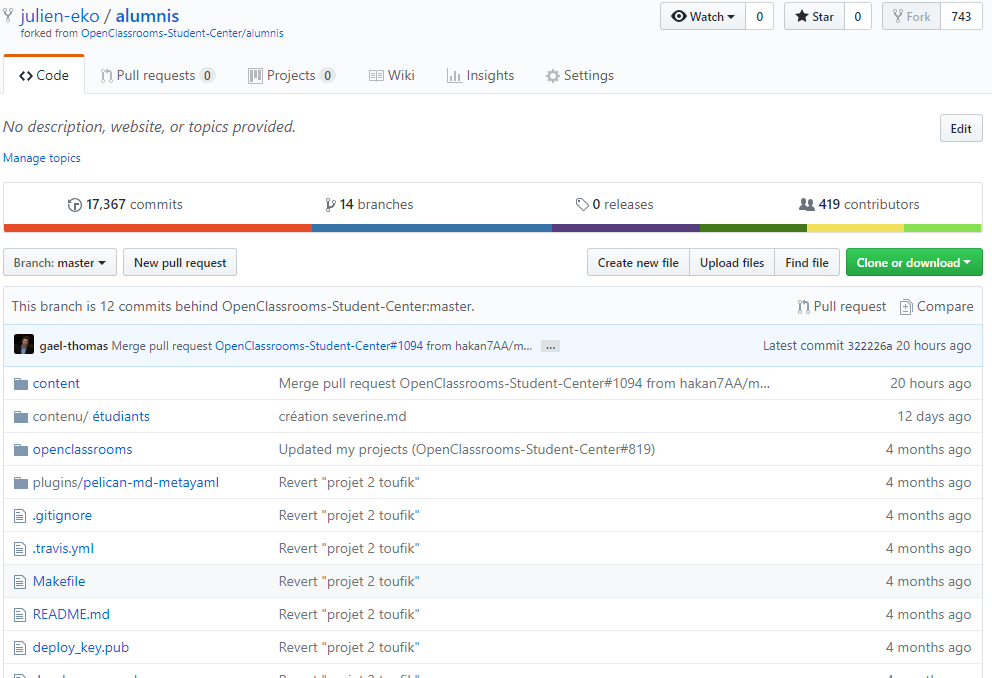 julien-eko / alumnis
Watch 0 Star 0 Fork 743
forked from OpenClassrooms-Student-Center/alumnis
Code Pull requests 0 Projects 0 Wiki Insights Settings
No description, website, or topics provided.
Edit
Manage topics
17,367 commits 14 branches 0 releases 419 contributors
Branch: master New pull request Create new file Upload files Find file Clone or download
This branch is 12 commits behind OpenClassrooms-Student-Center:master. Pull request Compare
gael-thomas Merge pull request OpenClassrooms-Student-Center#1094 from hakan7AA/m... ... Latest commit 322226a 20 hours ago
content Merge pull request OpenClassrooms-Student-Center#1094 from hakan7AA/m... 20 hours ago
contenu/ étudiants création severine.md 12 days ago
openclassrooms Updated my projects (OpenClassrooms-Student-Center#819) 4 months ago
plugins/pelican-md-metayaml Revert "projet 2 toufik" 4 months ago
.gitignore Revert "projet 2 toufik" 4 months ago
.travis.yml Revert "projet 2 toufik" 4 months ago
Makefile Revert "projet 2 toufik" 4 months ago
README.md Revert "projet 2 toufik" 4 months ago
deploy_key.pub Revert "projet 2 toufik" 4 months ago